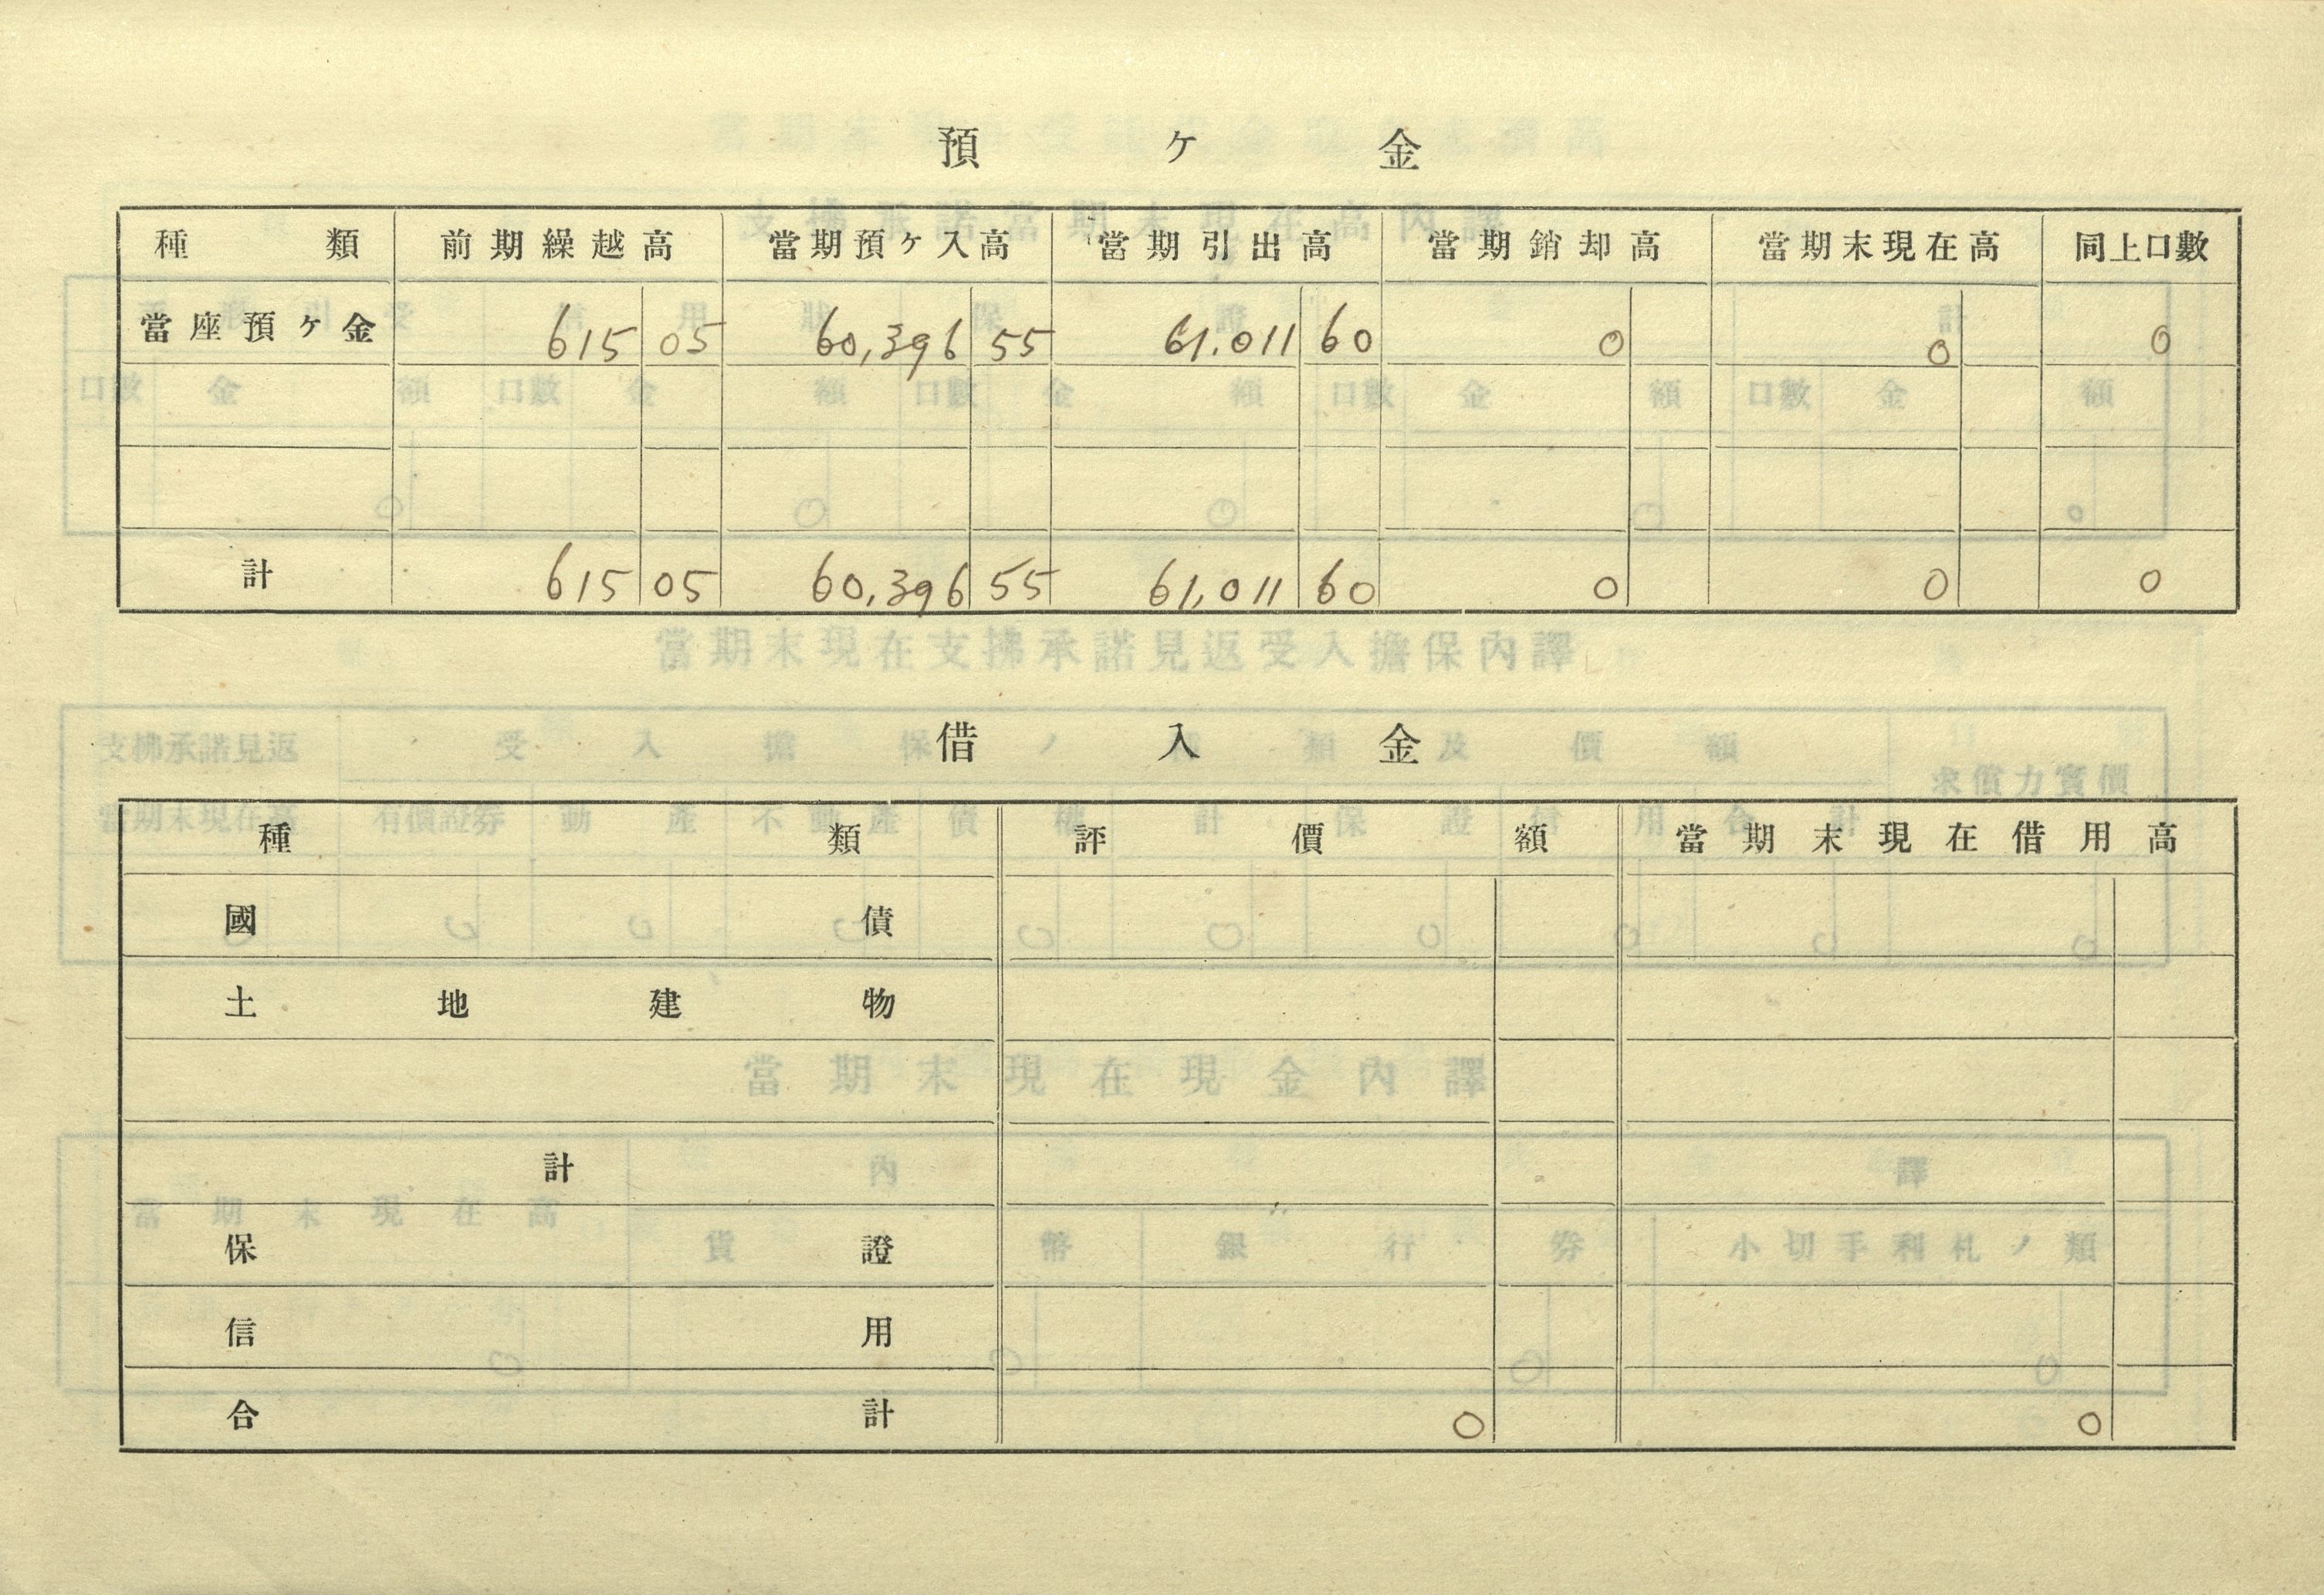 預ケ金
種類 前期繰越高 當期預ケ入高 當期引出高 當期銷却高 當期末現在高 同上口數
當座預ケ金 615 05 60,396 55 61.011 60 0 0 0
計 615 05 60,396 55 61,011 60 0 0 0
借入金
種類 評價額 當期末現在借用高
國債
土地建物
計
保證
信用
合計 0 0